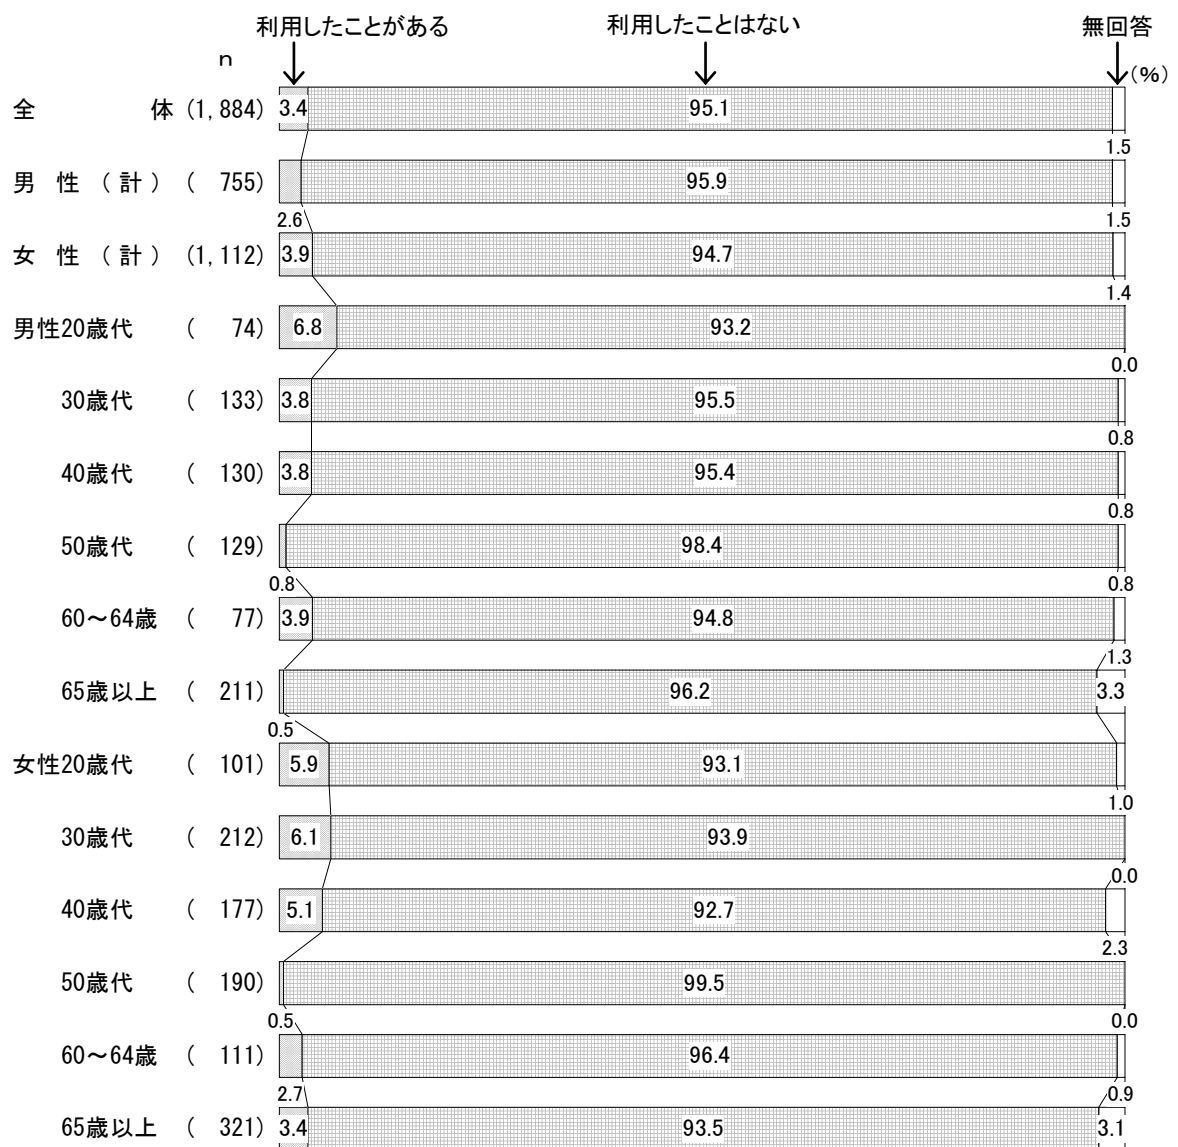 利用したことがある 利用したことはない 無回答
n
(%)
全 体 (1,884) 3.4 95.1
1.5
男 性 (計) ( 755) 95.9
2.6 1.5
女 性 (計) (1,112) 3.9 94.7
1.4
男性20歳代 ( 74) 6.8 93.2
0.0
30歳代 ( 133) 3.8 95.5
0.8
40歳代 ( 130) 3.8 95.4
0.8
50歳代 ( 129) 98.4
0.8 0.8
60～64歳 ( 77) 3.9 94.8
1.3
65歳以上 ( 211) 96.2 3.3
0.5
女性20歳代 ( 101) 5.9 93.1
1.0
30歳代 ( 212) 6.1 93.9
0.0
40歳代 ( 177) 5.1 92.7
2.3
50歳代 ( 190) 99.5
0.5 0.0
60～64歳 ( 111) 96.4
2.7 0.9
65歳以上 ( 321) 3.4 93.5 3.1